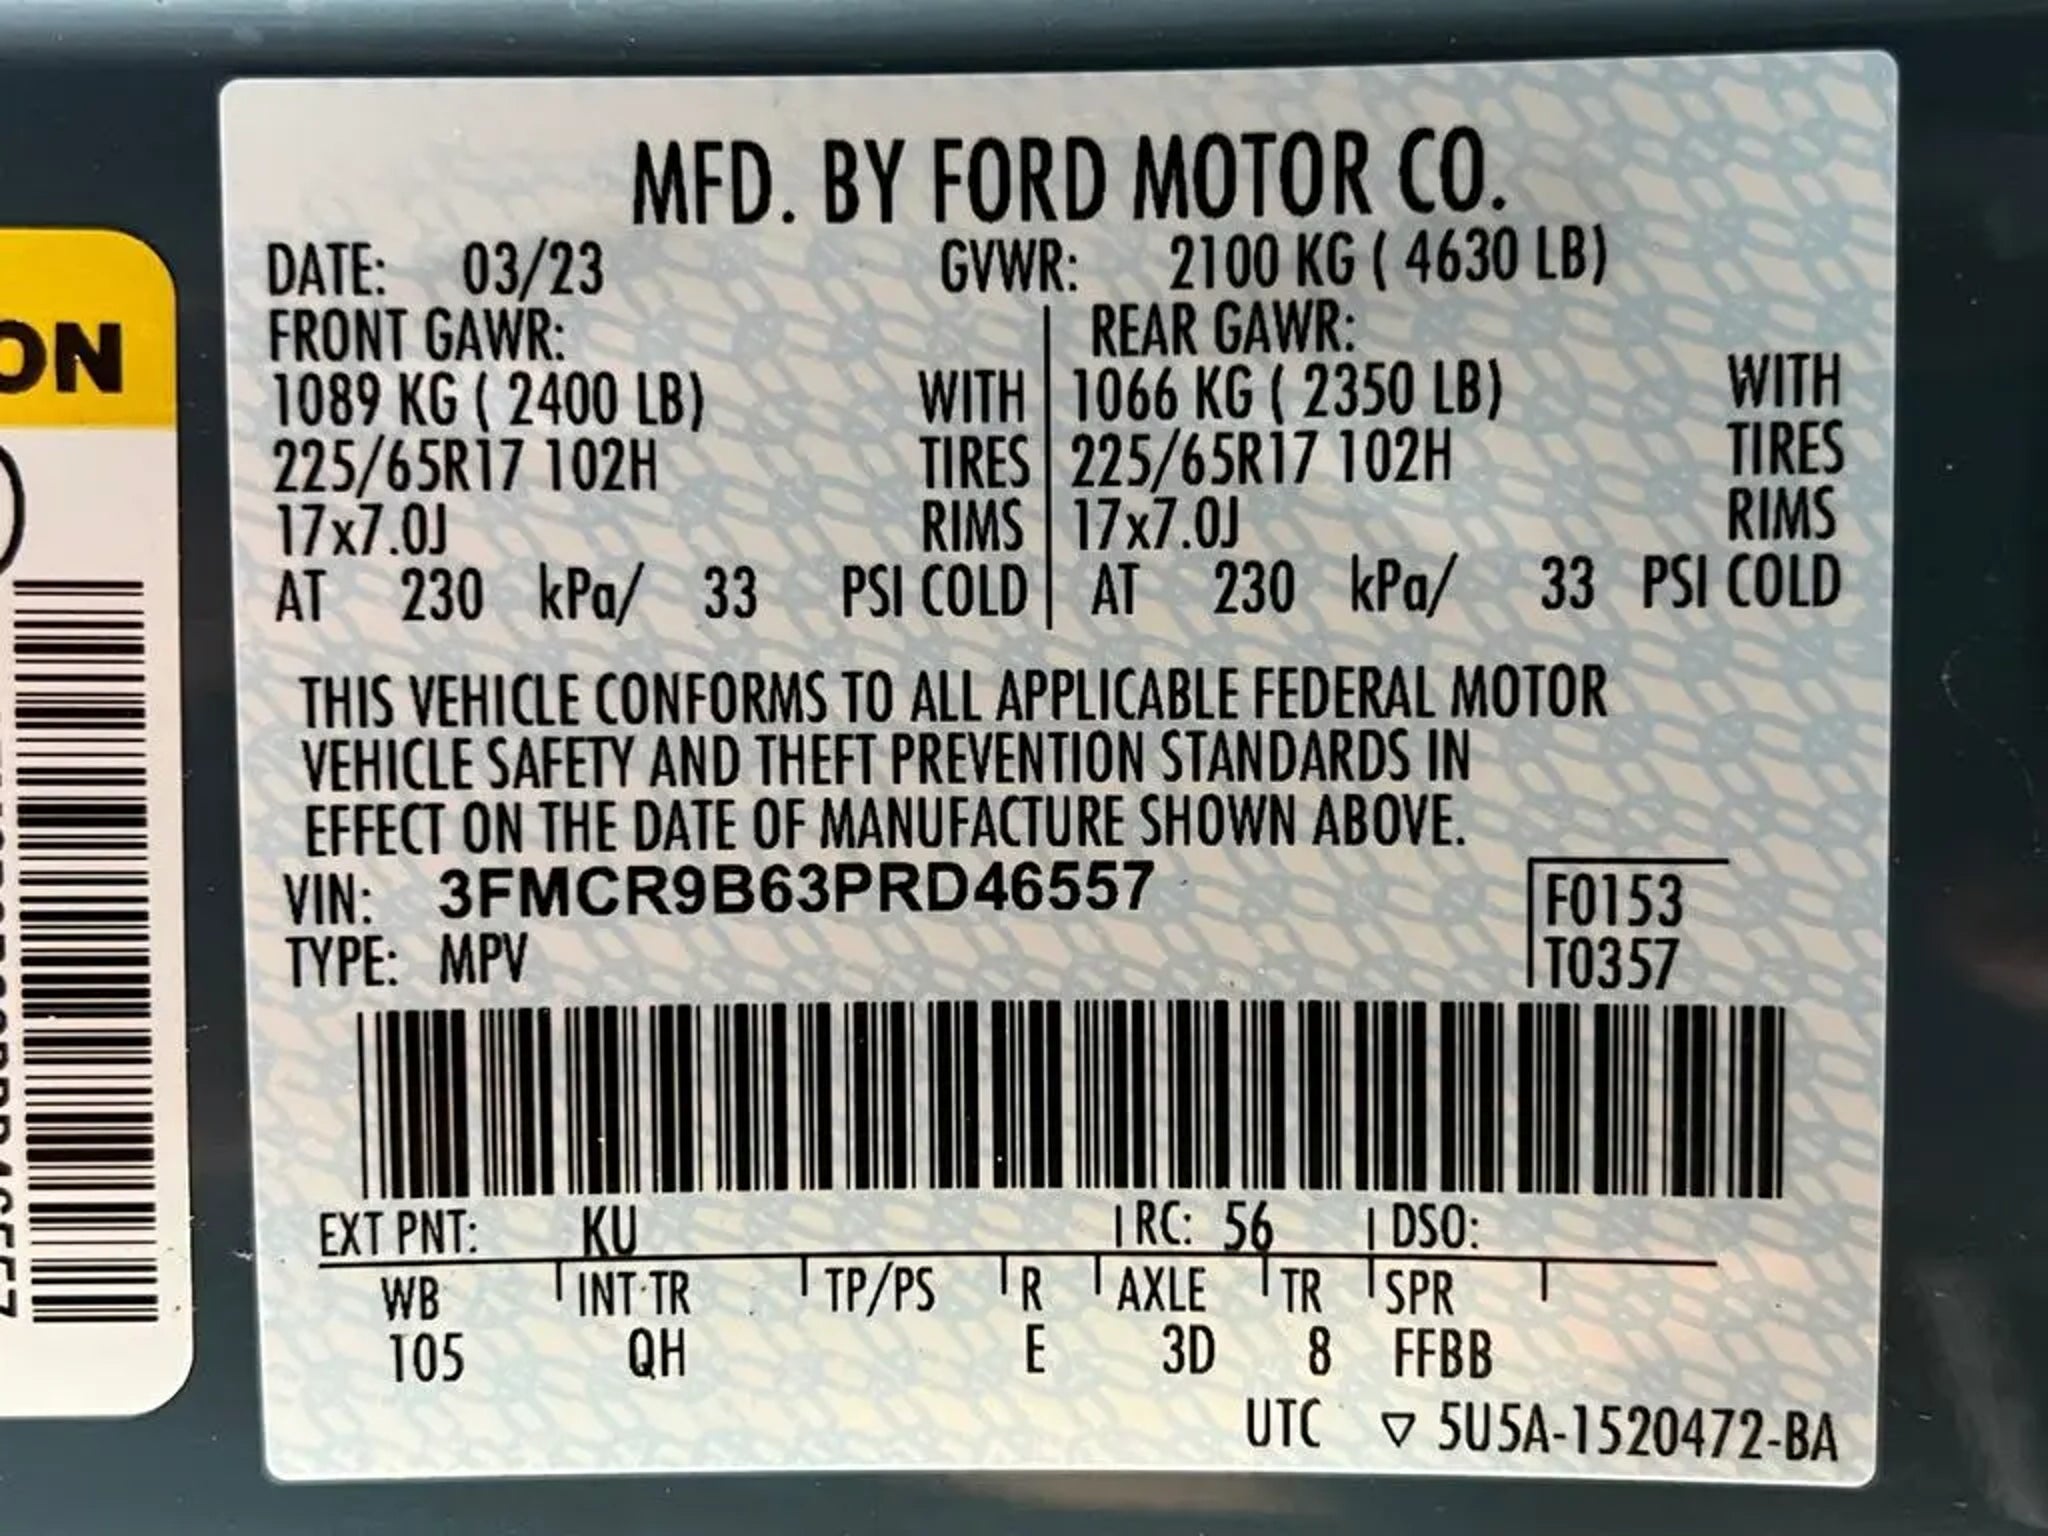 MFD. BY FORD MOTOR CO.
DATE: 03/23 GVWR: 2100 KG ( 4630 LB)
FRONT GAWR: REAR GAWR:
1089 KG ( 2400 LB) WITH 1066 KG ( 2350 LB) WITH
225/65R17 102H TIRES 225/65R17 102H TIRES
17x7.0J RIMS 17x7.0J RIMS
AT 230 kPa/ 33 PSI COLD AT 230 kPa/ 33 PSI COLD
THIS VEHICLE CONFORMS TO ALL APPLICABLE FEDERAL MOTOR
VEHICLE SAFETY AND THEFT PREVENTION STANDARDS IN
EFFECT ON THE DATE OF MANUFACTURE SHOWN ABOVE.
VIN: 3FMCR9B63PRD46557 F0153
TYPE: MPV T0357
EXT PNT: KU RC: 56 DSO:
WB INT TR TP/PS R AXLE TR SPR
105 QH E 3D 8 FFBB
UTC ▽ 5U5A-1520472-BA
ON